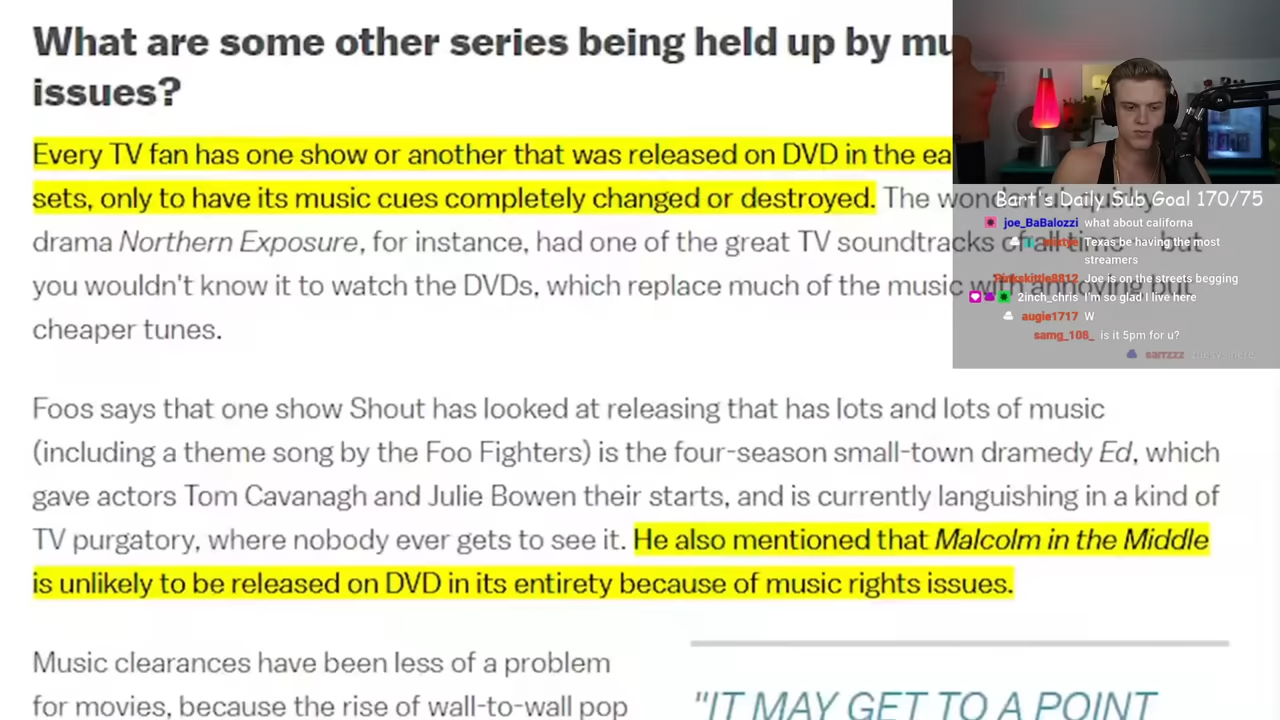 What are some other series being held up by mu
issues?
Every TV fan has one show or another that was released on DVD in the ea
sets, only to have its music cues completely changed or destroyed. The wonderful, quirky
drama Northern Exposure, for instance, had one of the great TV soundtracks of all time but
you wouldn't know it to watch the DVDs, which replace much of the music with annoying but
cheaper tunes.
Foos says that one show Shout has looked at releasing that has lots and lots of music
(including a theme song by the Foo Fighters) is the four-season small-town dramedy Ed, which
gave actors Tom Cavanagh and Julie Bowen their starts, and is currently languishing in a kind of
TV purgatory, where nobody ever gets to see it. He also mentioned that Malcolm in the Middle
is unlikely to be released on DVD in its entirety because of music rights issues.
Music clearances have been less of a problem
for movies, because the rise of wall-to-wall pop
"IT MAY GET TO A POINT
Bart's Daily Sub Goal 170/75
joe_BaBalozzi what about californa
Texas be having the most
streamers
Pinkskittle8812 Joe is on the streets begging
2inch_chris I'm so glad I live here
augie1717 W
samg_108_ is it 5pm for u?